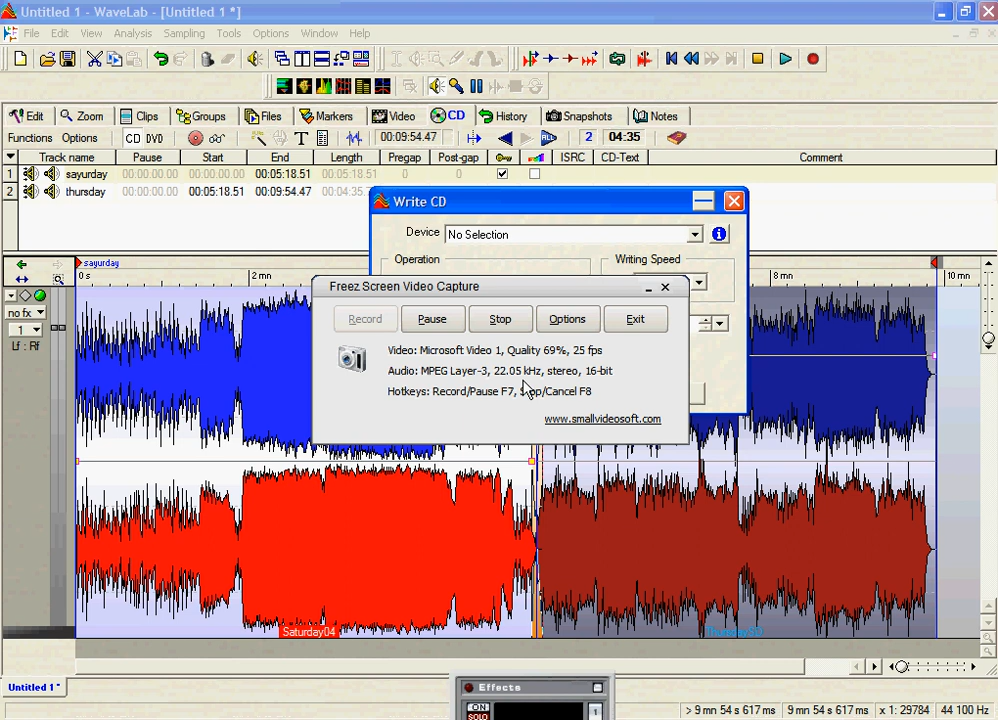 Untitled 1 - WaveLab - [Untitled 1 *]
File Edit View Analysis Sampling Tools Options Window Help
Edit Zoom Clips Groups Files Markers Video CD History Snapshots Notes
Functions Options CD DVD T 00:09:54.47 ALL 2 04:35
Track name Pause Start End Length Pregap Post-gap ISRC CD-Text Comment
1 sayurday 00:00:00.00 00:00:00.00 00:05:18.51 00:05:18.51 0 0
2 thursday 00:00:00.00 00:05:18.51 00:09:54.47 00:04:35.
Write CD
Device No Selection
Operation Writing Speed
sayurday
0 s 2 mn 8 mn 10 mn
no fx
1
Lf : Rf
Freez Screen Video Capture
Record Pause Stop Options Exit
Video: Microsoft Video 1, Quality 69%, 25 fps
Audio: MPEG Layer-3, 22.05 kHz, stereo, 16-bit
Hotkeys: Record/Pause F7, Stop/Cancel F8
www.smallvideosoft.com
Saturday04
Untitled 1 *
Effects
ON
SOLO
1
> 9 mn 54 s 617 ms 9 mn 54 s 617 ms x 1: 29784 44 100 Hz